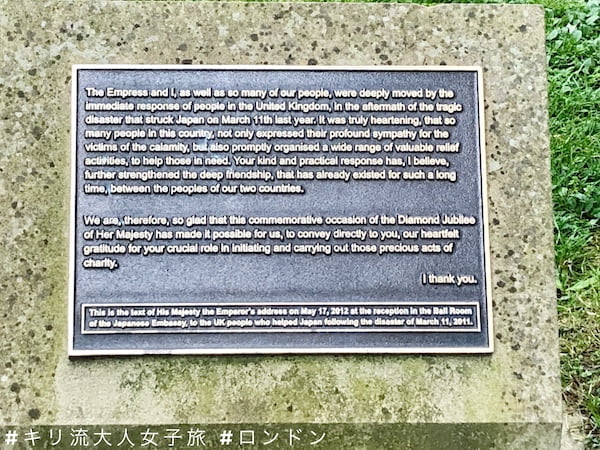 The Empress and I, as well as so many of our people, were deeply moved by the
immediate response of people in the United Kingdom, in the aftermath of the tragic
disaster that struck Japan on March 11th last year. It was truly heartening, that so
many people in this country, not only expressed their profound sympathy for the
victims of the calamity, but also promptly organised a wide range of valuable relief
activities, to help those in need. Your kind and practical response has, I believe,
further strengthened the deep friendship, that has already existed for such a long
time, between the peoples of our two countries.
We are, therefore, so glad that this commemorative occasion of the Diamond Jubilee
of Her Majesty has made it possible for us, to convey directly to you, our heartfelt
gratitude for your crucial role in initiating and carrying out those precious acts of
charity.
I thank you.
This is the text of His Majesty the Emperor's address on May 17, 2012 at the reception in the Ball Room
of the Japanese Embassy, to the UK people who helped Japan following the disaster of March 11, 2011.
#キリ流大人女子旅 #ロンドン